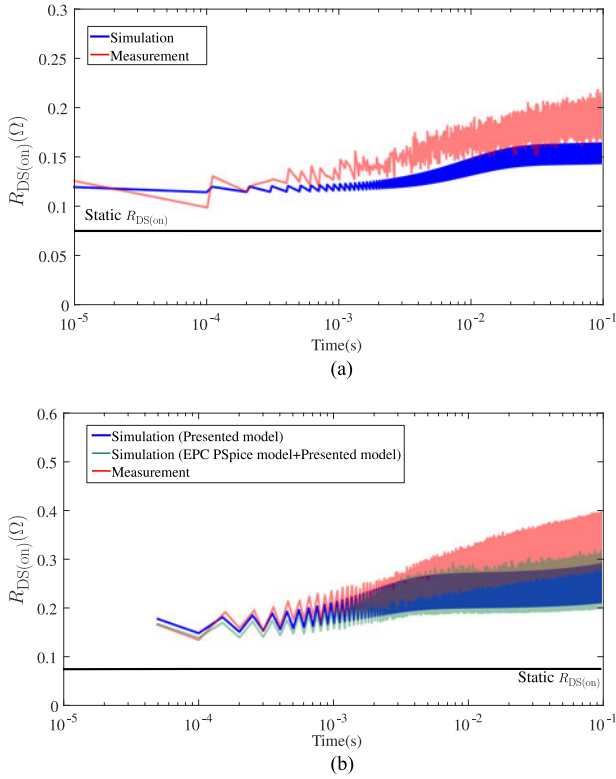 0.3
Simulation
Measurement
0.25
0.2
R_DS(on)(Ω)
0.15
0.1
Static R_DS(on)
0.05
0
10^-5 10^-4 10^-3 10^-2 10^-1
Time(s)
(a)
0.6
Simulation (Presented model)
Simulation (EPC PSpice model+Presented model)
Measurement
0.5
0.4
R_DS(on)(Ω)
0.3
0.2
0.1
Static R_DS(on)
0
10^-5 10^-4 10^-3 10^-2 10^-1
Time(s)
(b)